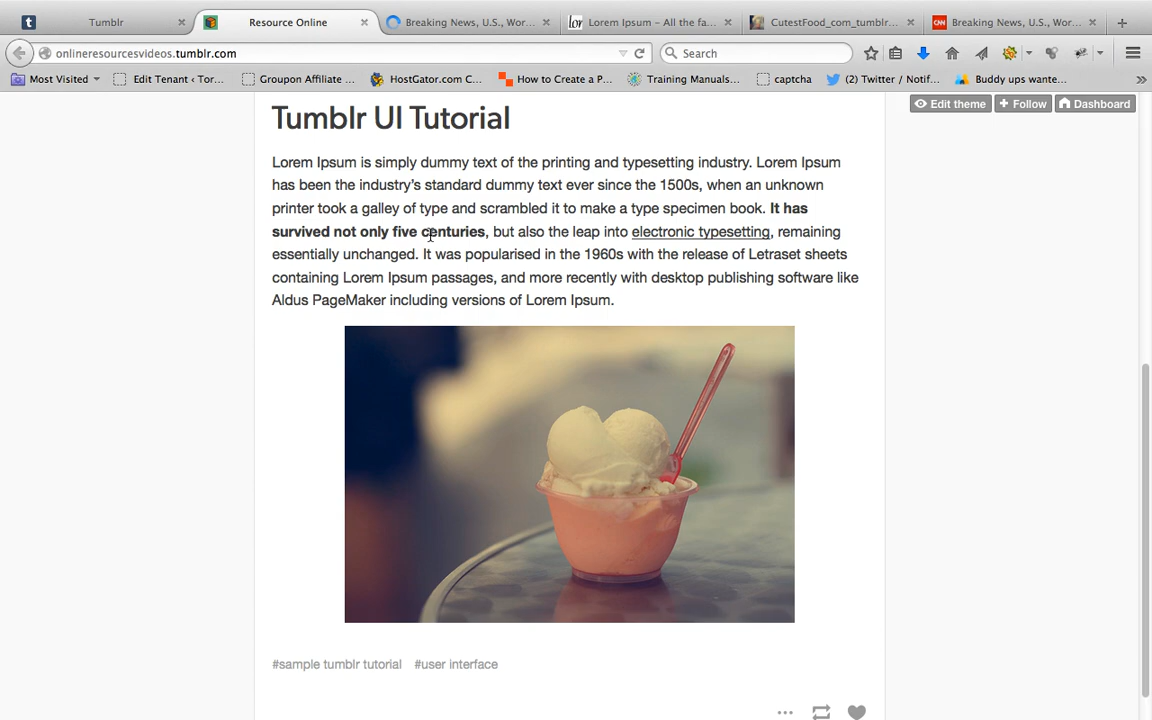 Tumblr
Resource Online
Breaking News, U.S., Wor...
Lorem Ipsum – All the fa...
CutestFood_com_tumblr...
CNN Breaking News, U.S., Wor...
onlineresourcesvideos.tumblr.com
Search
Most Visited
Edit Tenant ‹ Tor...
Groupon Affiliate ...
HostGator.com C...
How to Create a P...
Training Manuals...
captcha
(2) Twitter / Notif...
Buddy ups wante...
Edit theme
Follow
Dashboard
Tumblr UI Tutorial
Lorem Ipsum is simply dummy text of the printing and typesetting industry. Lorem Ipsum
has been the industry’s standard dummy text ever since the 1500s, when an unknown
printer took a galley of type and scrambled it to make a type specimen book. It has
survived not only five centuries, but also the leap into electronic typesetting, remaining
essentially unchanged. It was popularised in the 1960s with the release of Letraset sheets
containing Lorem Ipsum passages, and more recently with desktop publishing software like
Aldus PageMaker including versions of Lorem Ipsum.
#sample tumblr tutorial #user interface